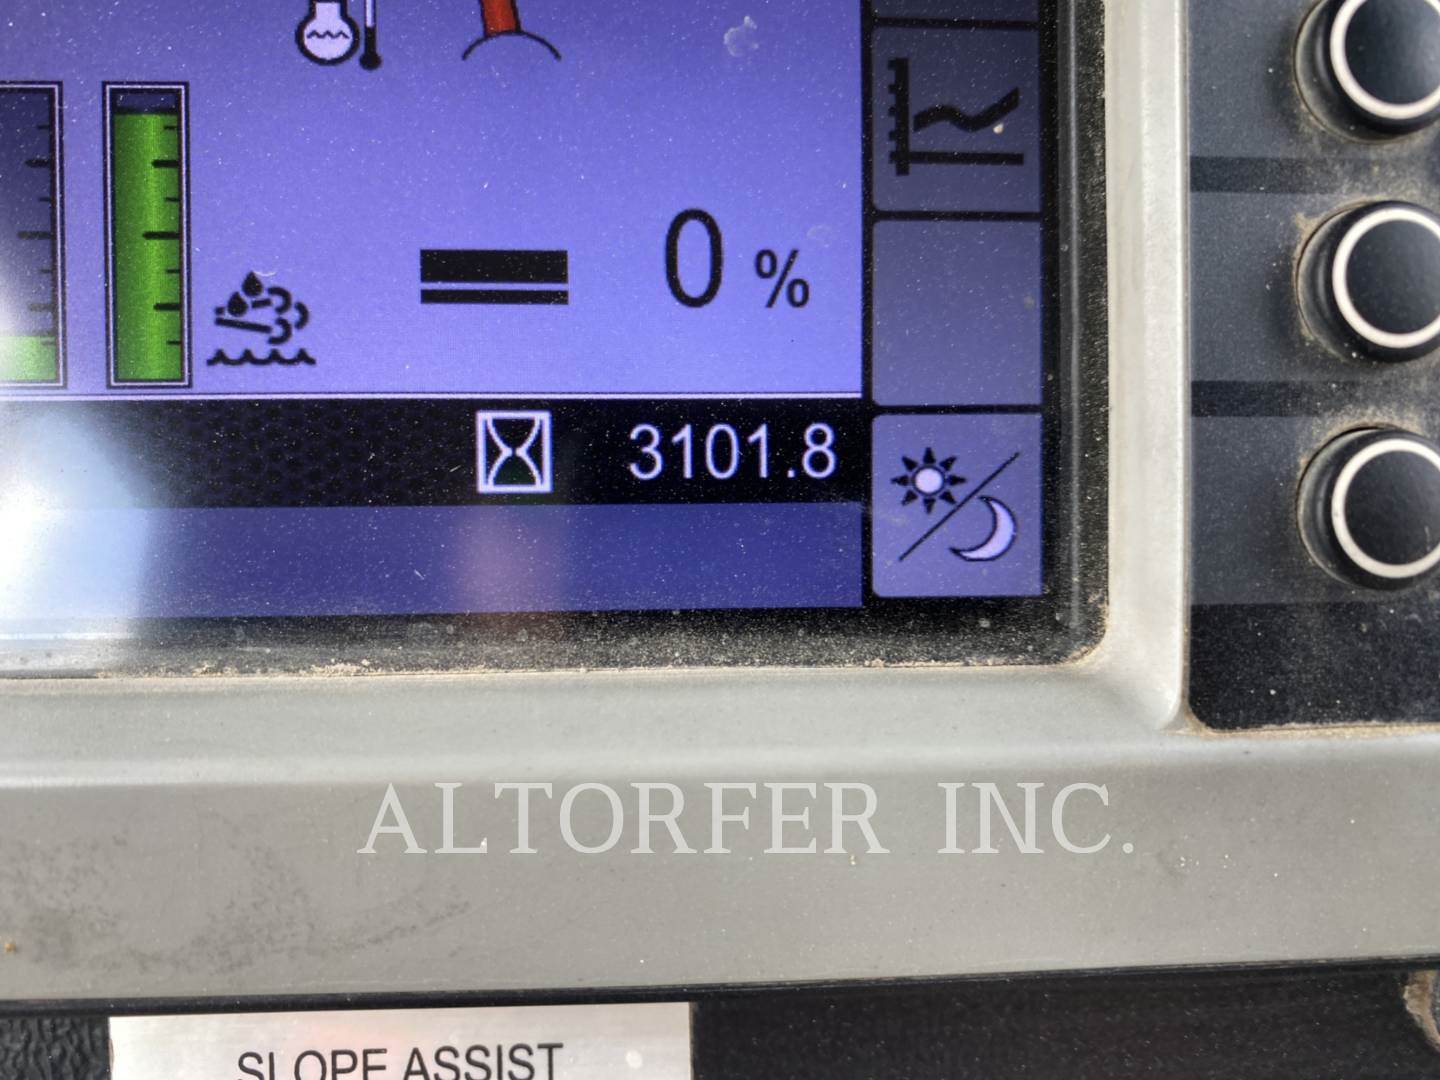 0 %
3101.8
ALTORFER INC.
SLOPE ASSIST